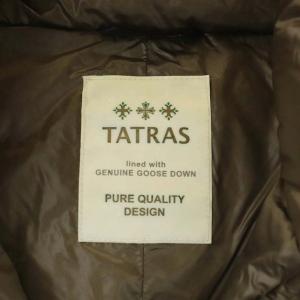 TATRAS
lined with
GENUINE GOOSE DOWN
PURE QUALITY
DESIGN